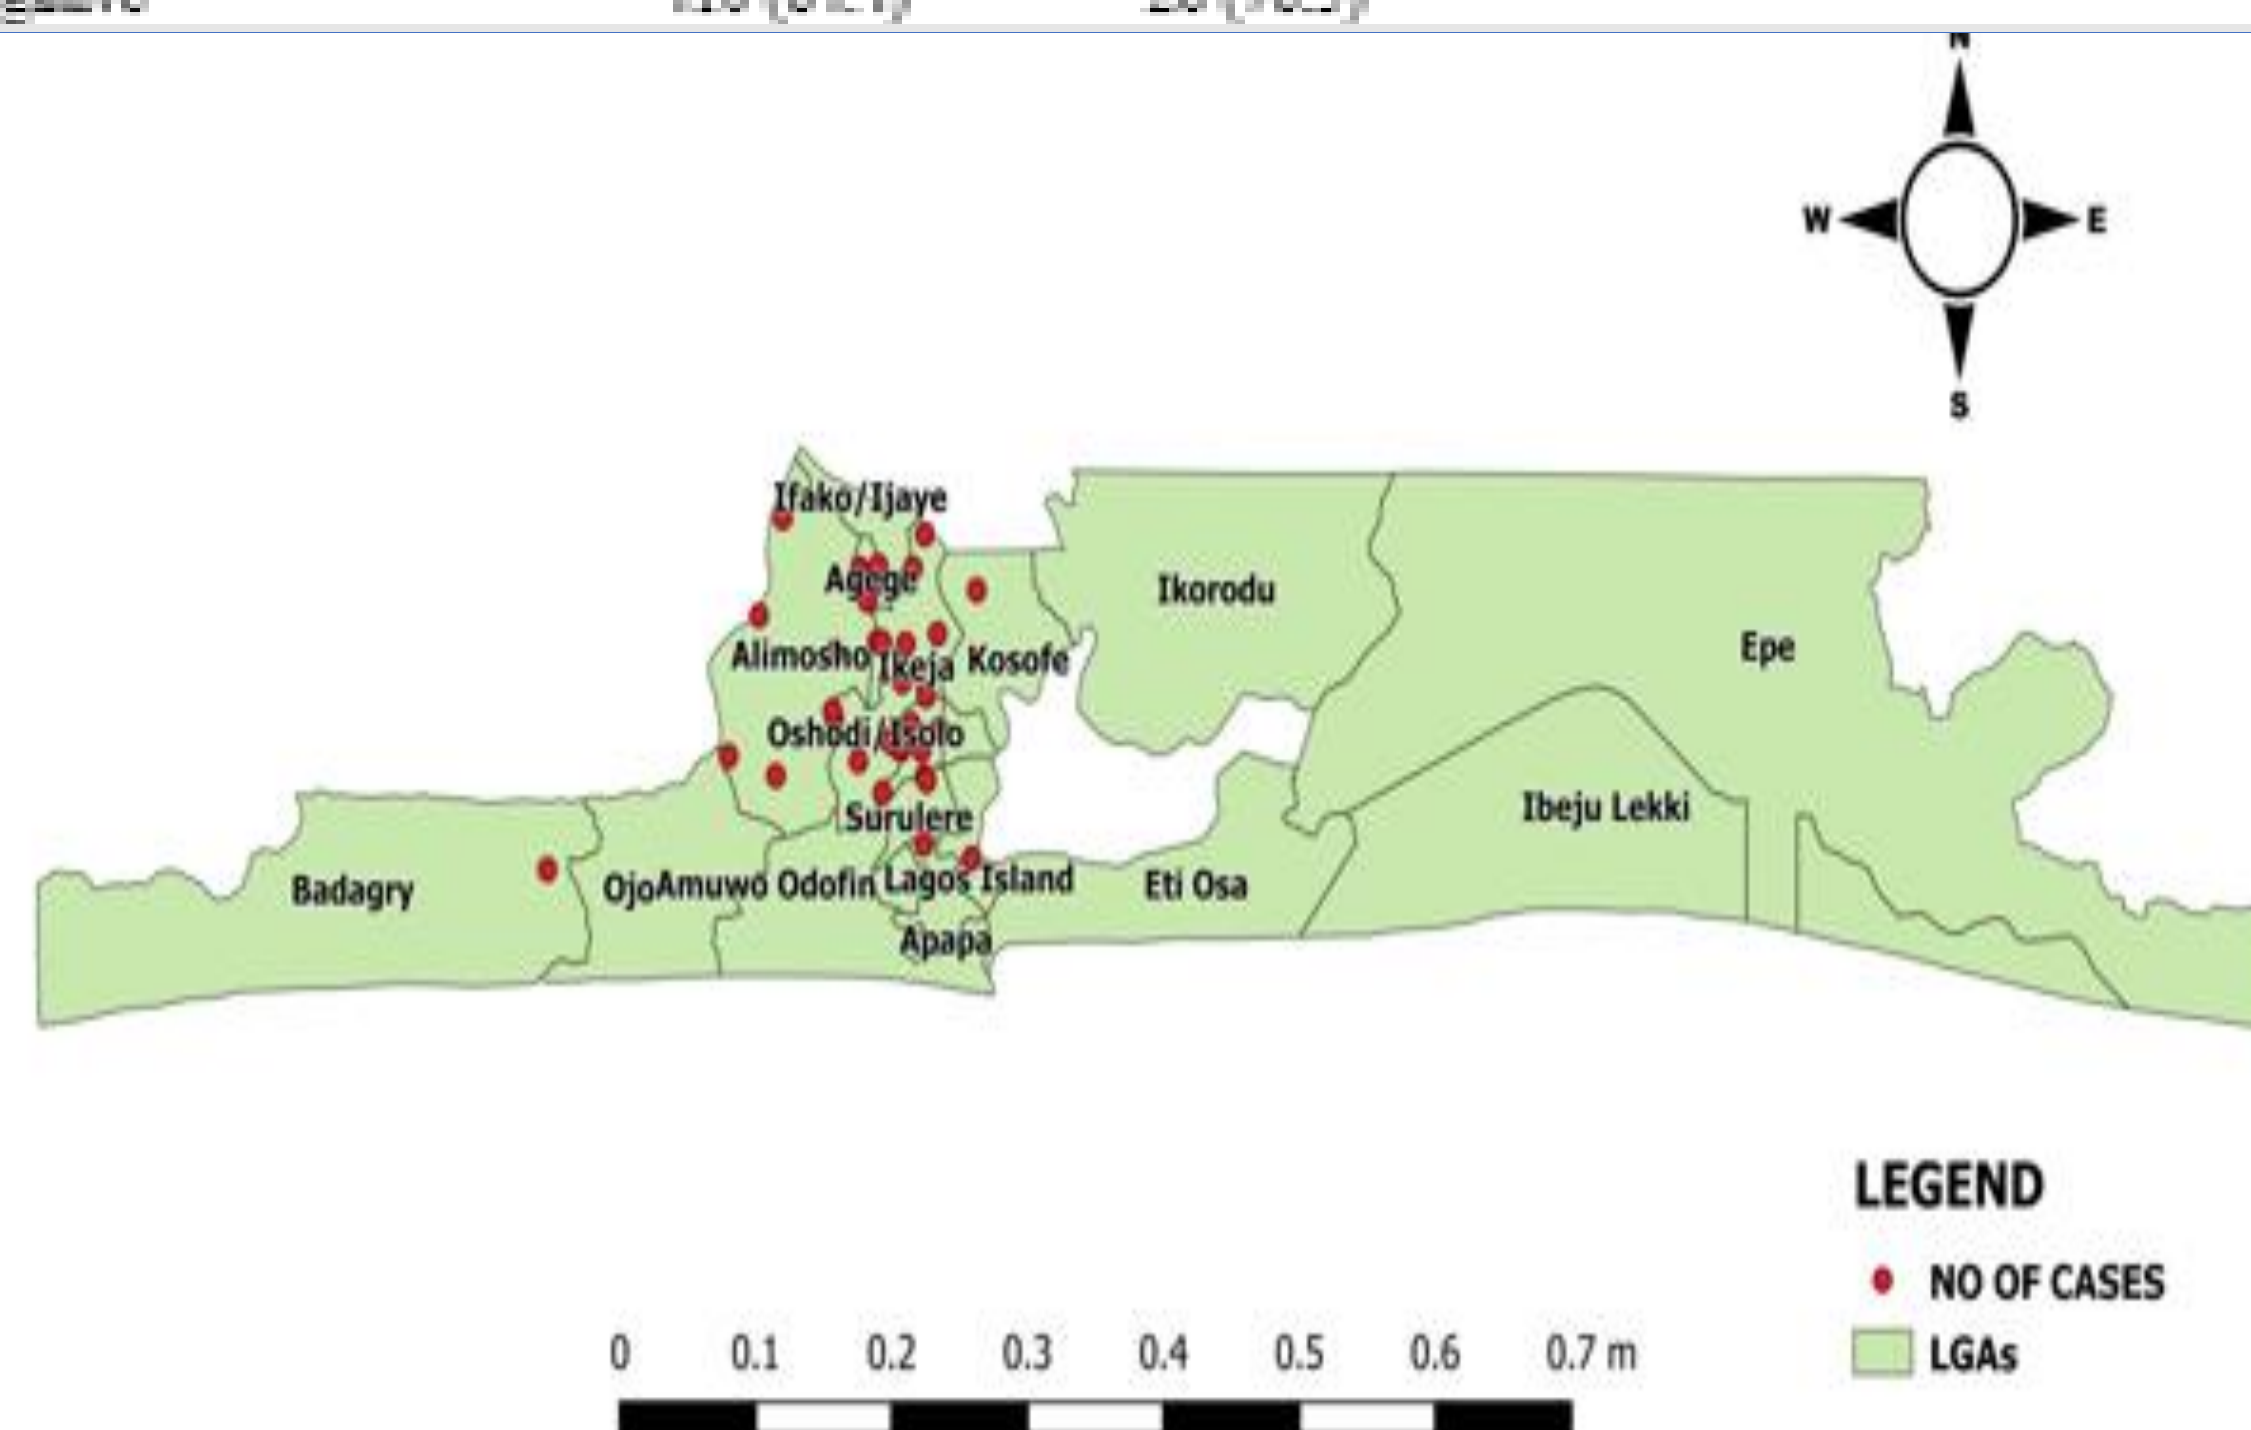 N
W E
S
Ifako/Ijaye
Agege
Ikorodu
Epe
Alimosho Ikeja Kosofe
Oshodi/Isolo
Ibeju Lekki
Surulere
Badagry Ojo Amuwo Odofin Lagos Island Eti Osa
Apapa
LEGEND
NO OF CASES
LGAs
0 0.1 0.2 0.3 0.4 0.5 0.6 0.7 m